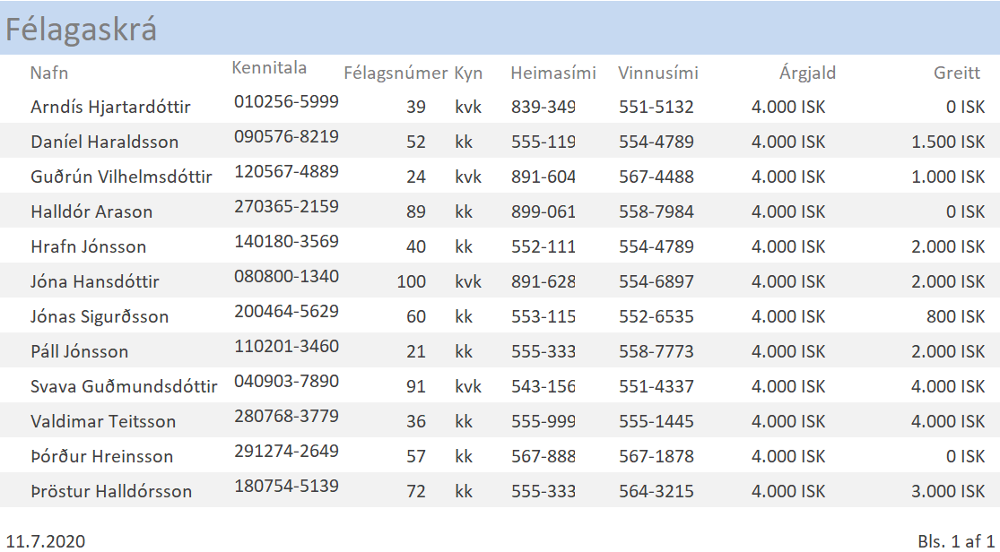 Félagaskrá
Nafn Kennitala Félagsnúmer Kyn Heimasími Vinnusími Árgjald Greitt
Arndís Hjartardóttir 010256-5999 39 kvk 839-349 551-5132 4.000 ISK 0 ISK
Daníel Haraldsson 090576-8219 52 kk 555-119 554-4789 4.000 ISK 1.500 ISK
Guðrún Vilhelmsdóttir 120567-4889 24 kvk 891-604 567-4488 4.000 ISK 1.000 ISK
Halldór Arason 270365-2159 89 kk 899-061 558-7984 4.000 ISK 0 ISK
Hrafn Jónsson 140180-3569 40 kk 552-111 554-4789 4.000 ISK 2.000 ISK
Jóna Hansdóttir 080800-1340 100 kvk 891-628 554-6897 4.000 ISK 2.000 ISK
Jónas Sigurðsson 200464-5629 60 kk 553-115 552-6535 4.000 ISK 800 ISK
Páll Jónsson 110201-3460 21 kk 555-333 558-7773 4.000 ISK 2.000 ISK
Svava Guðmundsdóttir 040903-7890 91 kvk 543-156 551-4337 4.000 ISK 4.000 ISK
Valdimar Teitsson 280768-3779 36 kk 555-999 555-1445 4.000 ISK 4.000 ISK
Þórður Hreinsson 291274-2649 57 kk 567-888 567-1878 4.000 ISK 0 ISK
Þröstur Halldórsson 180754-5139 72 kk 555-333 564-3215 4.000 ISK 3.000 ISK
11.7.2020 Bls. 1 af 1